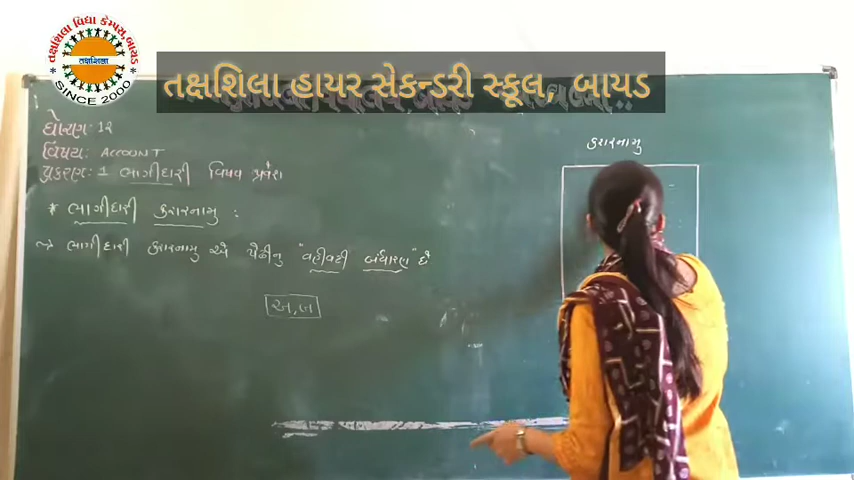 તક્ષશિલા વિદ્યા કેમ્પસ, બાયડ
તક્ષશિલા
SINCE 2000
તક્ષશિલા હાયર સેકન્ડરી સ્કૂલ, બાયડ
ધોરણ: 12
વિષય: ACCOUNT
પ્રકરણ: 1 ભાગીદારી વિષય પ્રવેશ
* ભાગીદારી કરારનામુ :
→ ભાગીદારી કરારનામુ એ પેઢીનુ "વહીવટી બંધારણ" છે
અ, બ
કરારનામુ